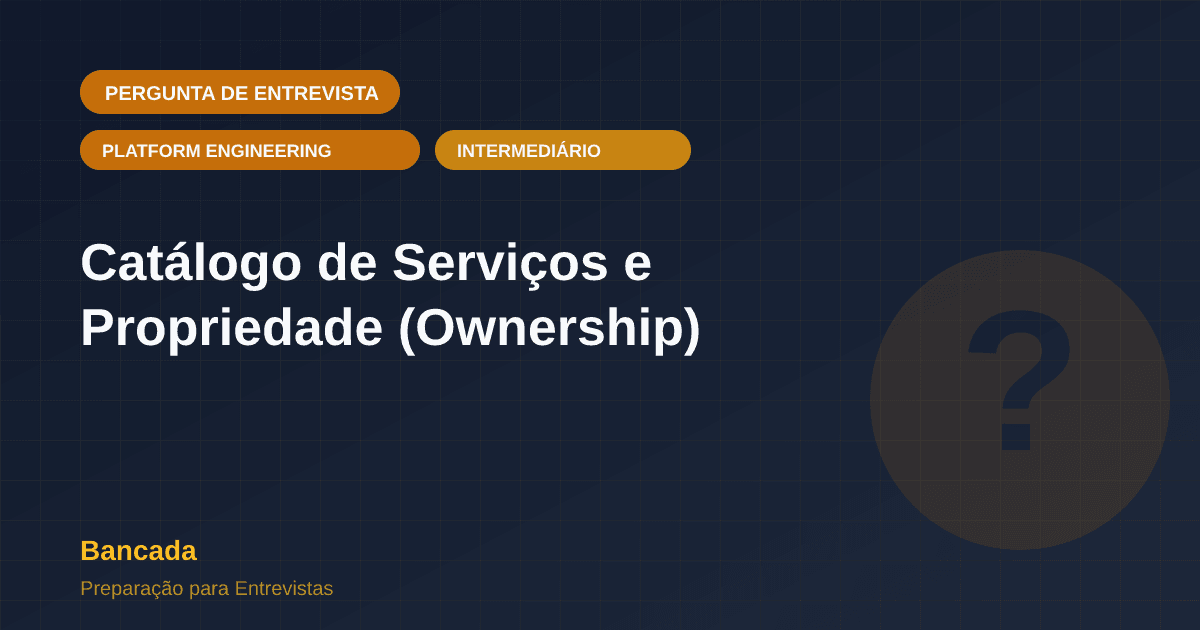 PERGUNTA DE ENTREVISTA
PLATFORM ENGINEERING
INTERMEDIÁRIO
Catálogo de Serviços e
Propriedade (Ownership)
?
Bancada
Preparação para Entrevistas